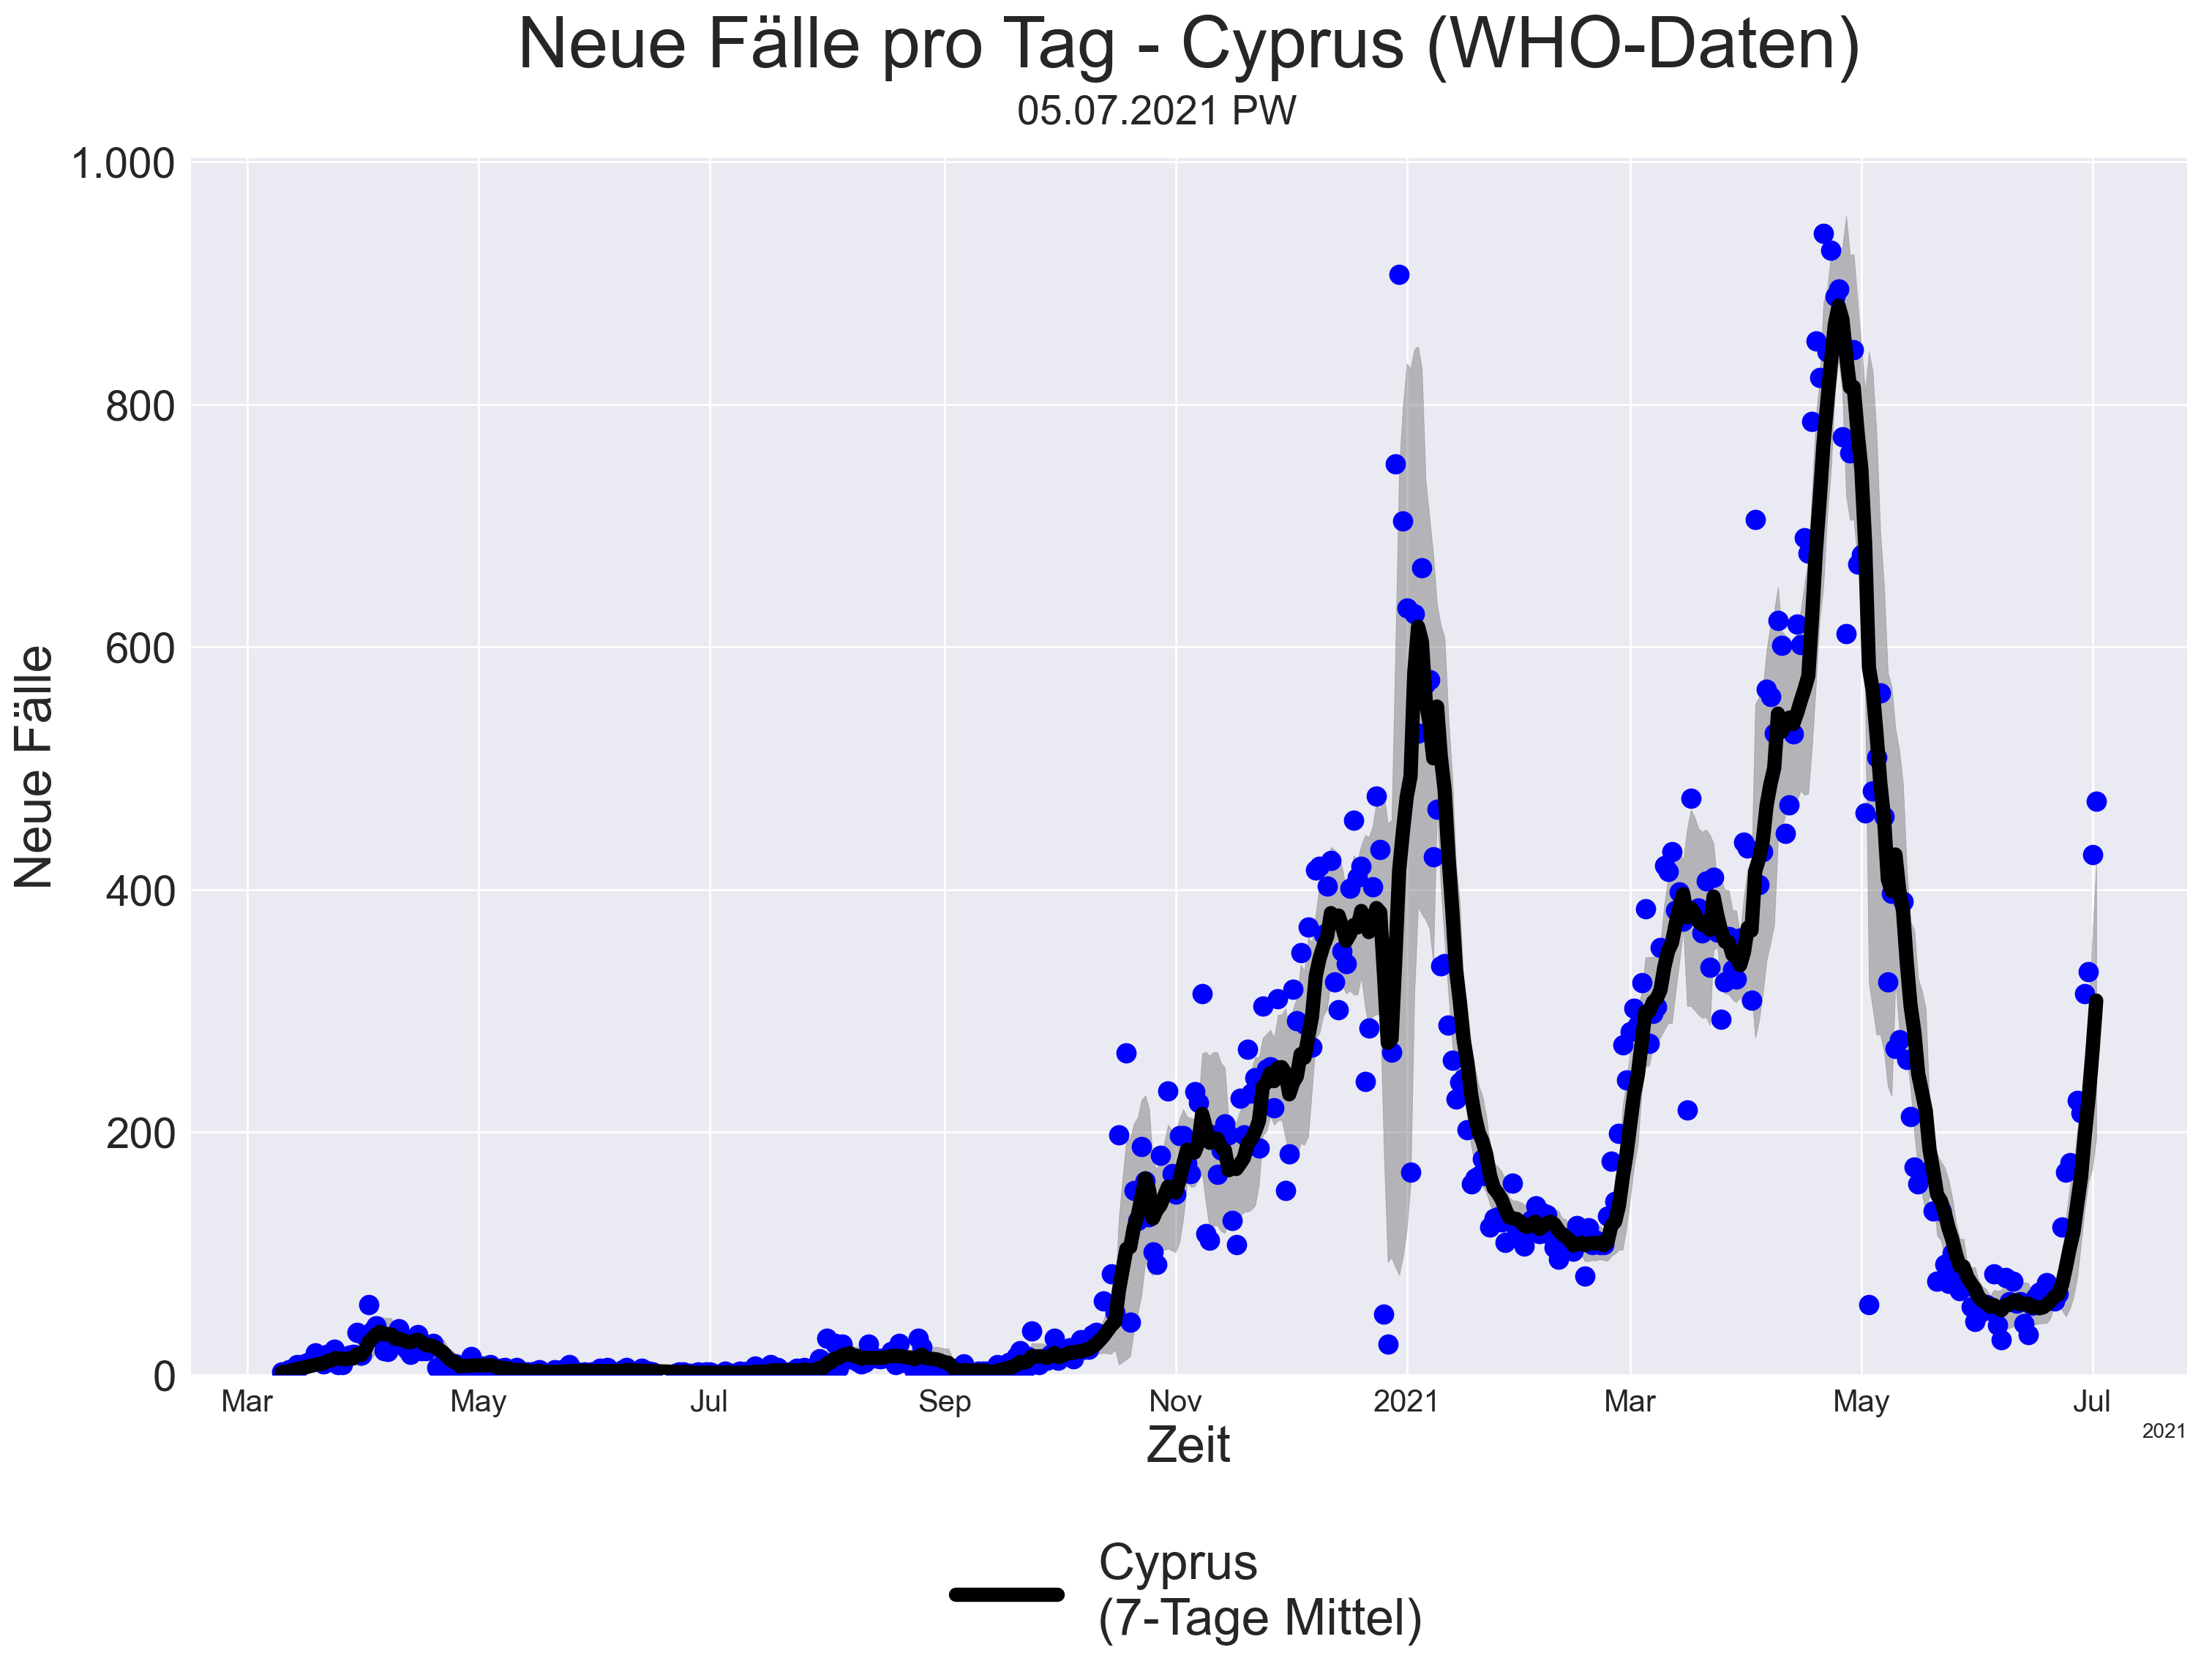 Neue Fälle pro Tag - Cyprus (WHO-Daten)
05.07.2021 PW
1.000
800
600
400
200
0
Neue Fälle
Mar May Jul Sep Nov 2021 Mar May Jul
2021
Zeit
Cyprus
(7-Tage Mittel)